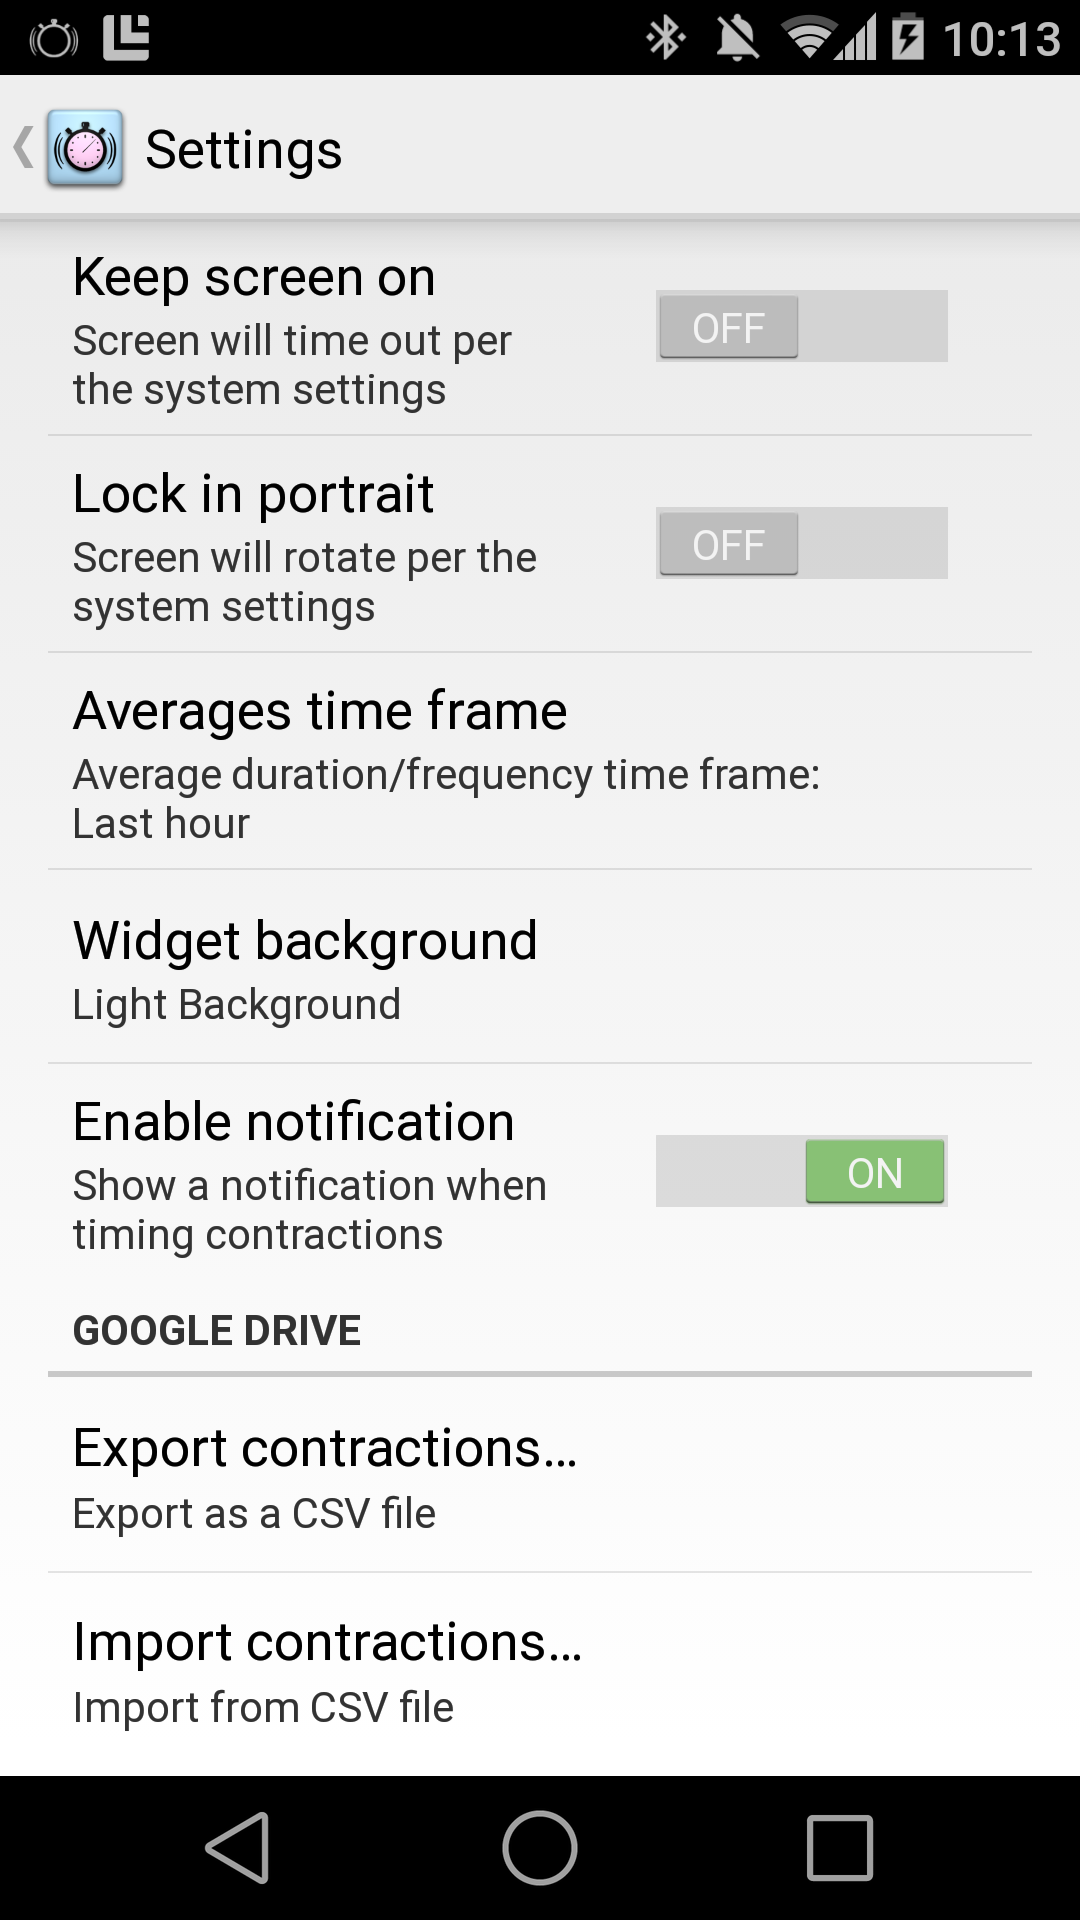 10:13
Settings
Keep screen on
Screen will time out per
the system settings
OFF
Lock in portrait
Screen will rotate per the
system settings
OFF
Averages time frame
Average duration/frequency time frame:
Last hour
Widget background
Light Background
Enable notification
Show a notification when
timing contractions
ON
GOOGLE DRIVE
Export contractions…
Export as a CSV file
Import contractions…
Import from CSV file